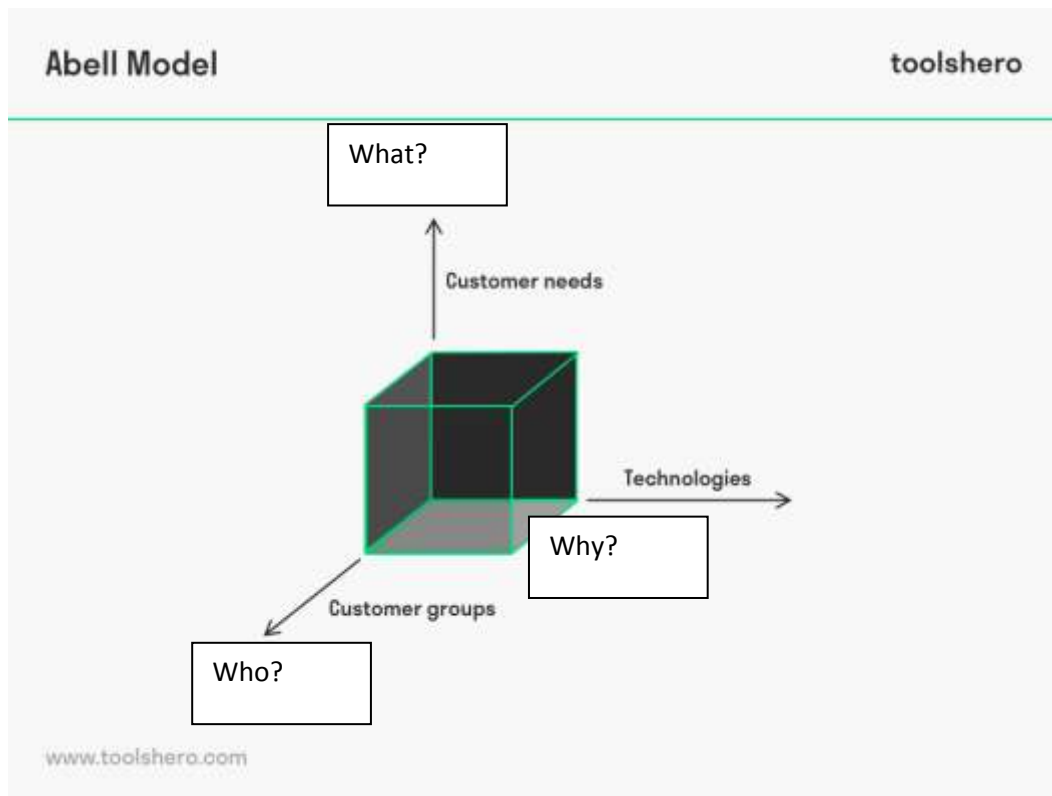 Abell Model
toolshero
What?
Customer needs
Technologies
Why?
Customer groups
Who?
www.toolshero.com